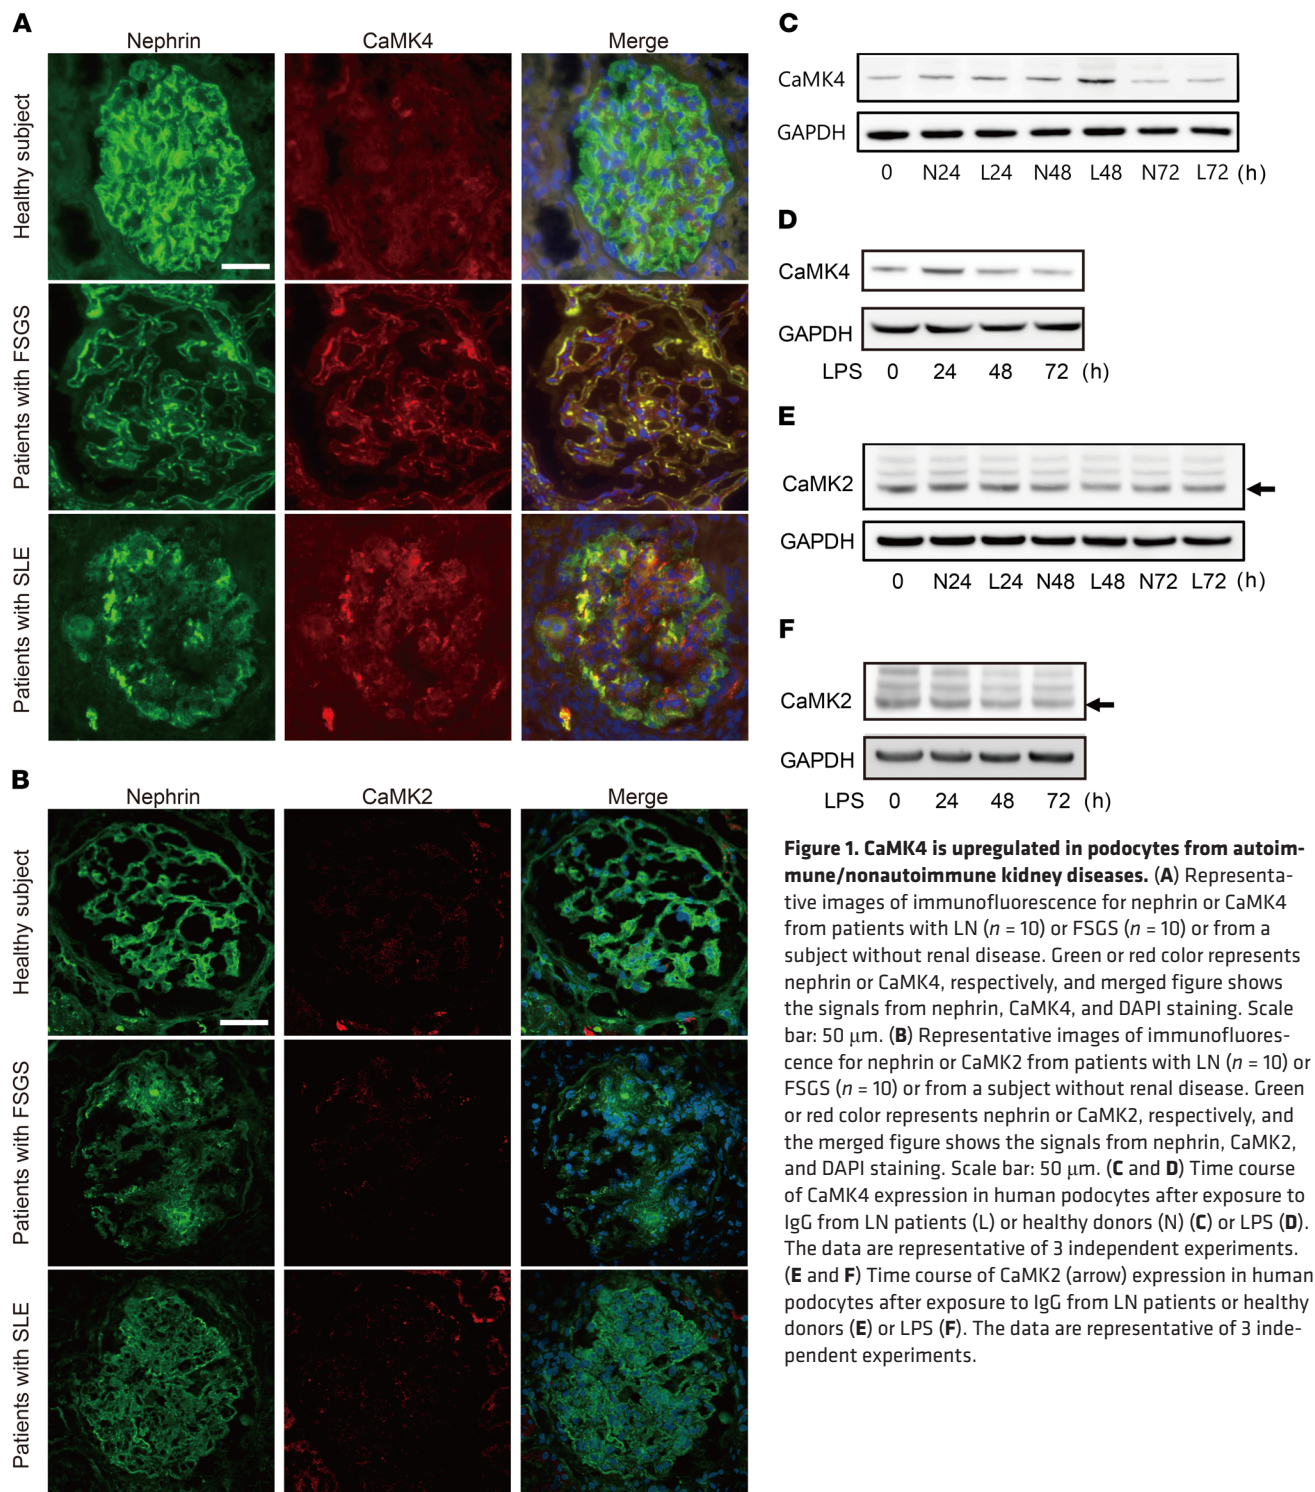 A
Nephrin
CaMK4
Merge
Healthy subject
Patients with FSGS
Patients with SLE
B
Nephrin
CaMK2
Merge
Healthy subject
Patients with FSGS
Patients with SLE
C
CaMK4
GAPDH
0 N24 L24 N48 L48 N72 L72 (h)
D
CaMK4
GAPDH
LPS 0 24 48 72 (h)
E
CaMK2
GAPDH
0 N24 L24 N48 L48 N72 L72 (h)
F
CaMK2
GAPDH
LPS 0 24 48 72 (h)
Figure 1. CaMK4 is upregulated in podocytes from autoim-
mune/nonautoimmune kidney diseases. (A) Representa-
tive images of immunofluorescence for nephrin or CaMK4
from patients with LN (n = 10) or FSGS (n = 10) or from a
subject without renal disease. Green or red color represents
nephrin or CaMK4, respectively, and merged figure shows
the signals from nephrin, CaMK4, and DAPI staining. Scale
bar: 50 μm. (B) Representative images of immunofluores-
cence for nephrin or CaMK2 from patients with LN (n = 10) or
FSGS (n = 10) or from a subject without renal disease. Green
or red color represents nephrin or CaMK2, respectively, and
the merged figure shows the signals from nephrin, CaMK2,
and DAPI staining. Scale bar: 50 μm. (C and D) Time course
of CaMK4 expression in human podocytes after exposure to
IgG from LN patients (L) or healthy donors (N) (C) or LPS (D).
The data are representative of 3 independent experiments.
(E and F) Time course of CaMK2 (arrow) expression in human
podocytes after exposure to IgG from LN patients or healthy
donors (E) or LPS (F). The data are representative of 3 inde-
pendent experiments.